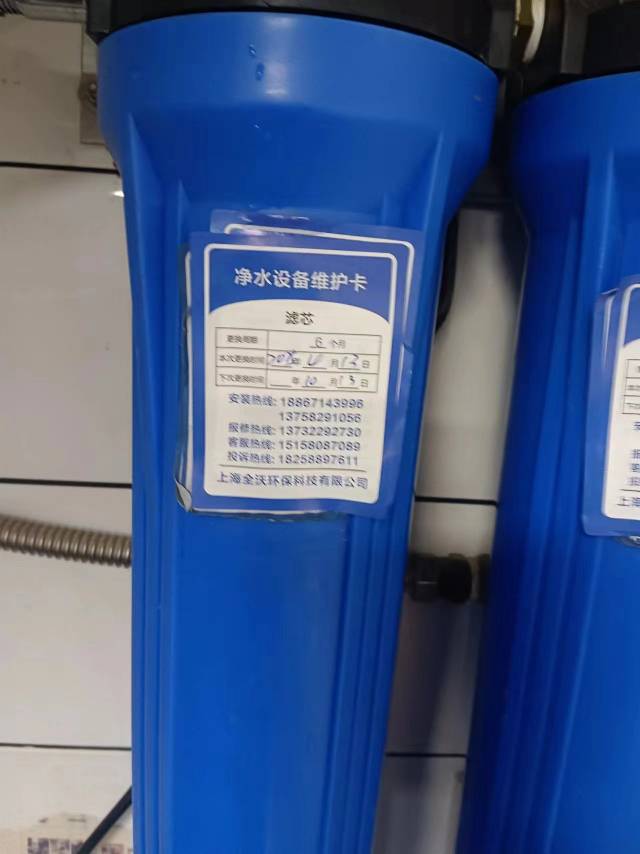 净水设备维护卡
滤芯
更换周期 6 个月
本次更换时间 年 月 日
下次更换时间 年 10 月 13 日
安装热线: 18867143996
13758291056
报修热线: 13732292730
客服热线: 15158087089
投诉热线: 18258897611
上海全沃环保科技有限公司